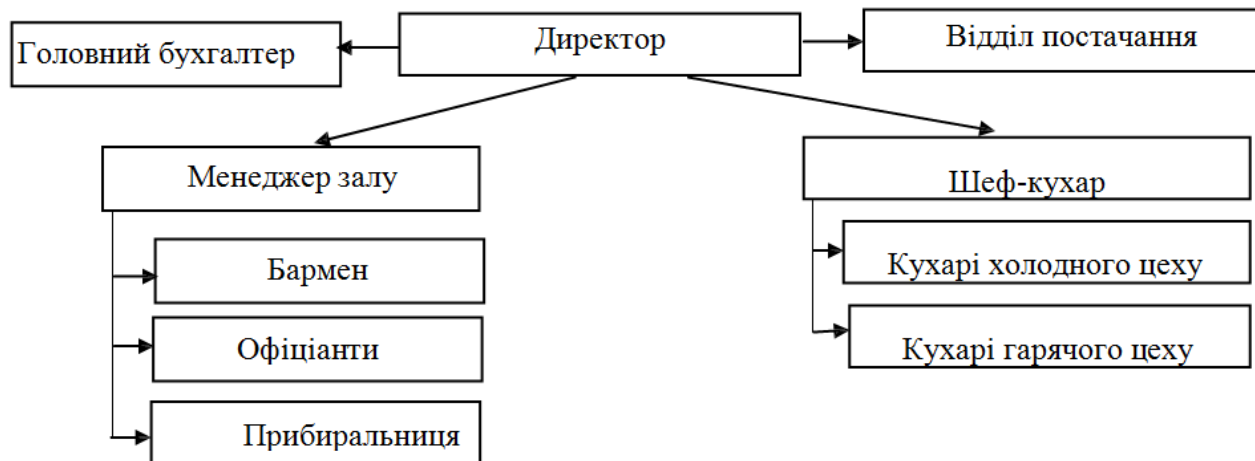 Головний бухгалтер
Директор
Відділ постачання
Менеджер залу
Шеф-кухар
Бармен
Кухарі холодного цеху
Офіціанти
Кухарі гарячого цеху
Прибиральниця